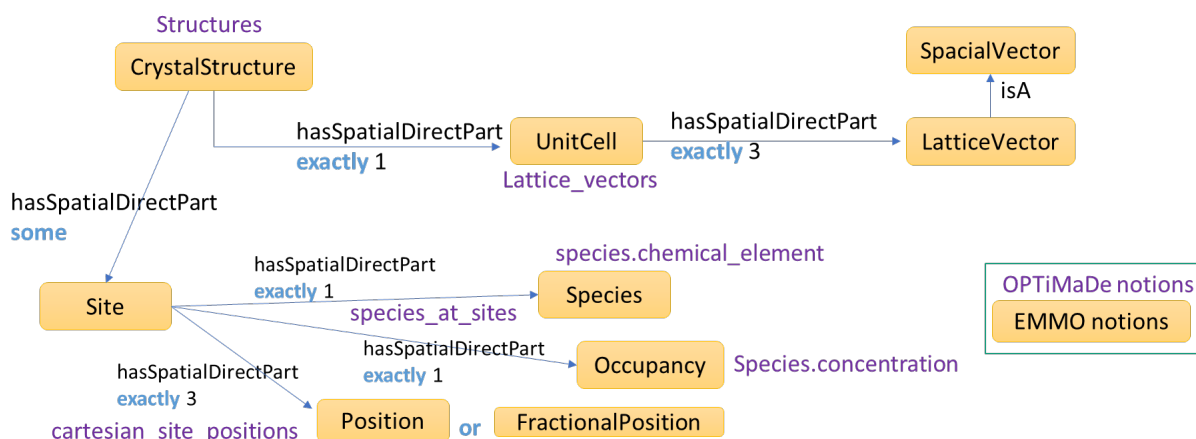 Structures
CrystalStructure
SpacialVector
isA
hasSpatialDirectPart
exactly 1
UnitCell
Lattice_vectors
hasSpatialDirectPart
exactly 3
LatticeVector
hasSpatialDirectPart
some
Site
hasSpatialDirectPart
exactly 1
species_at_sites
species.chemical_element
Species
hasSpatialDirectPart
exactly 1
Occupancy
Species.concentration
hasSpatialDirectPart
exactly 3
cartesian_site_positions
Position or FractionalPosition
OPTiMaDe notions
EMMO notions